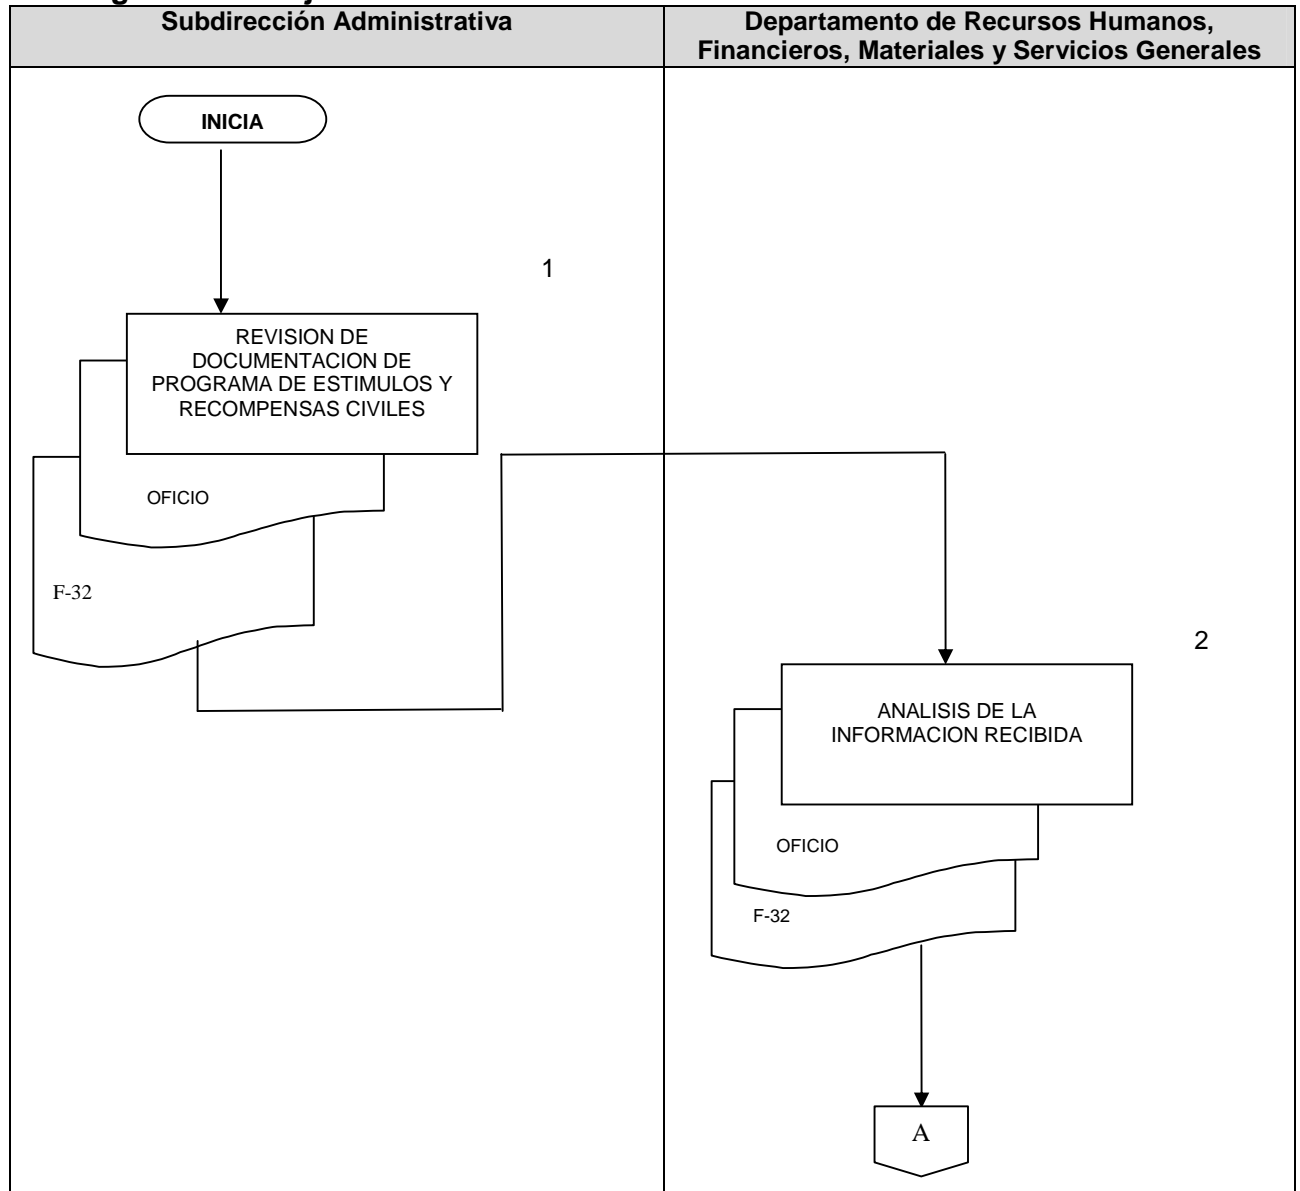 Subdirección Administrativa
Departamento de Recursos Humanos,
Financieros, Materiales y Servicios Generales
INICIA
1
REVISION DE
DOCUMENTACION DE
PROGRAMA DE ESTIMULOS Y
RECOMPENSAS CIVILES
OFICIO
F-32
2
ANALISIS DE LA
INFORMACION RECIBIDA
OFICIO
F-32
A